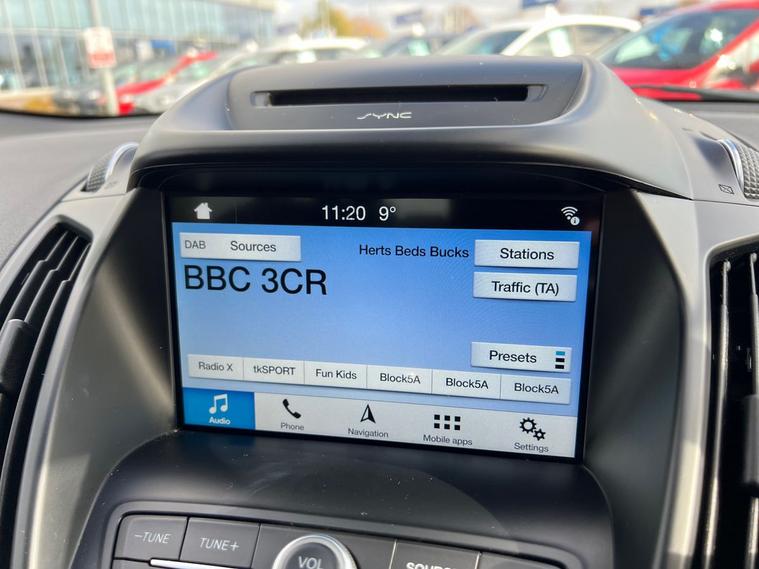 SYNC
11:20 9°
DAB Sources Herts Beds Bucks Stations
BBC 3CR
Traffic (TA)
Presets
Radio X tkSPORT Fun Kids Block5A Block5A Block5A
Audio Phone Navigation Mobile apps Settings
–TUNE TUNE+ VOL